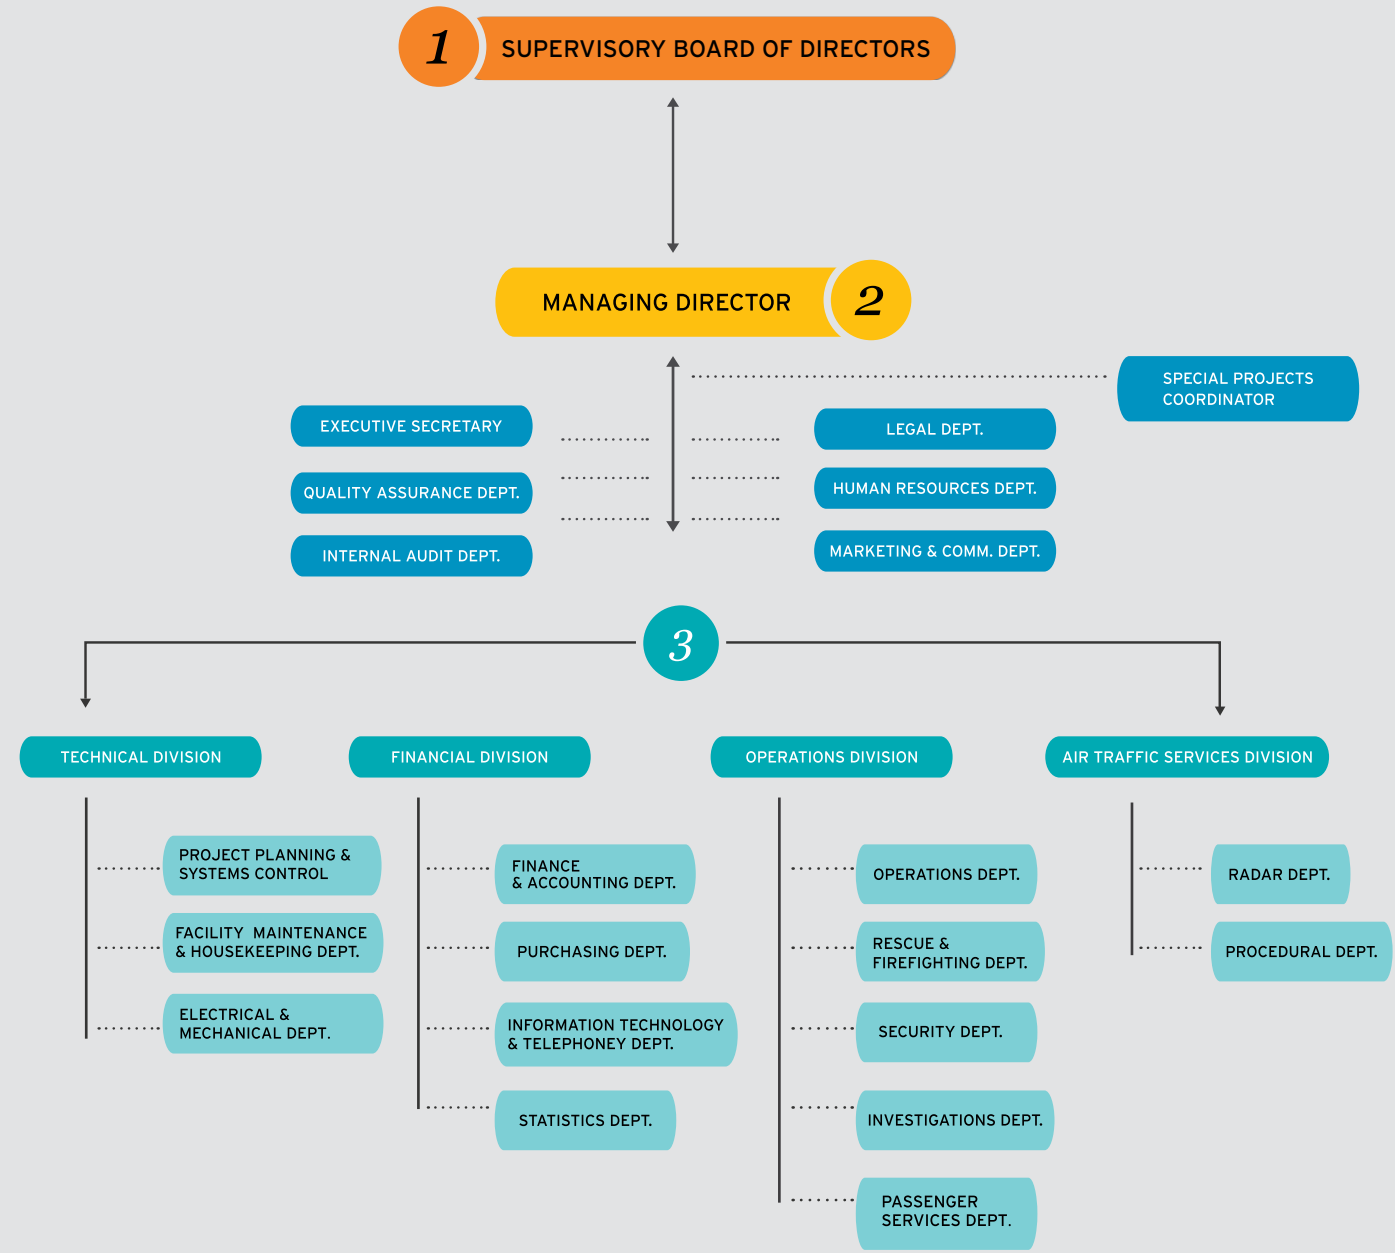 1
SUPERVISORY BOARD OF DIRECTORS
MANAGING DIRECTOR
2
SPECIAL PROJECTS
COORDINATOR
EXECUTIVE SECRETARY
LEGAL DEPT.
QUALITY ASSURANCE DEPT.
HUMAN RESOURCES DEPT.
INTERNAL AUDIT DEPT.
MARKETING & COMM. DEPT.
3
TECHNICAL DIVISION
PROJECT PLANNING &
SYSTEMS CONTROL
FACILITY MAINTENANCE
& HOUSEKEEPING DEPT.
ELECTRICAL &
MECHANICAL DEPT.
FINANCIAL DIVISION
FINANCE
& ACCOUNTING DEPT.
PURCHASING DEPT.
INFORMATION TECHNOLOGY
& TELEPHONEY DEPT.
STATISTICS DEPT.
OPERATIONS DIVISION
OPERATIONS DEPT.
RESCUE &
FIREFIGHTING DEPT.
SECURITY DEPT.
INVESTIGATIONS DEPT.
PASSENGER
SERVICES DEPT.
AIR TRAFFIC SERVICES DIVISION
RADAR DEPT.
PROCEDURAL DEPT.